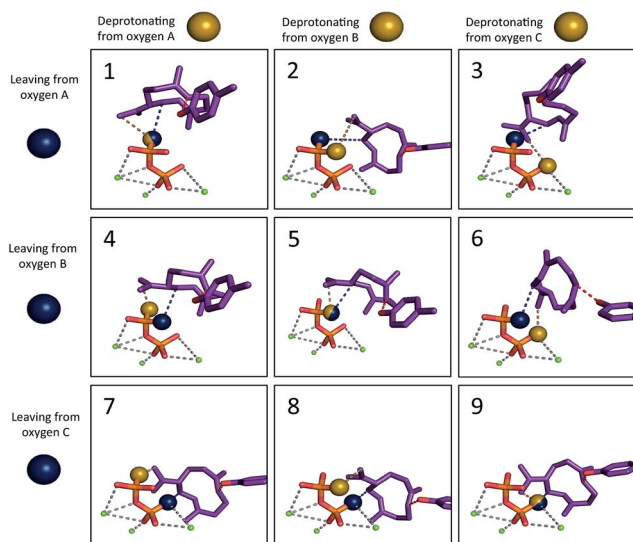 Deprotonating
from oxygen A
Deprotonating
from oxygen B
Deprotonating
from oxygen C
Leaving from
oxygen A
1
2
3
Leaving from
oxygen B
4
5
6
Leaving from
oxygen C
7
8
9